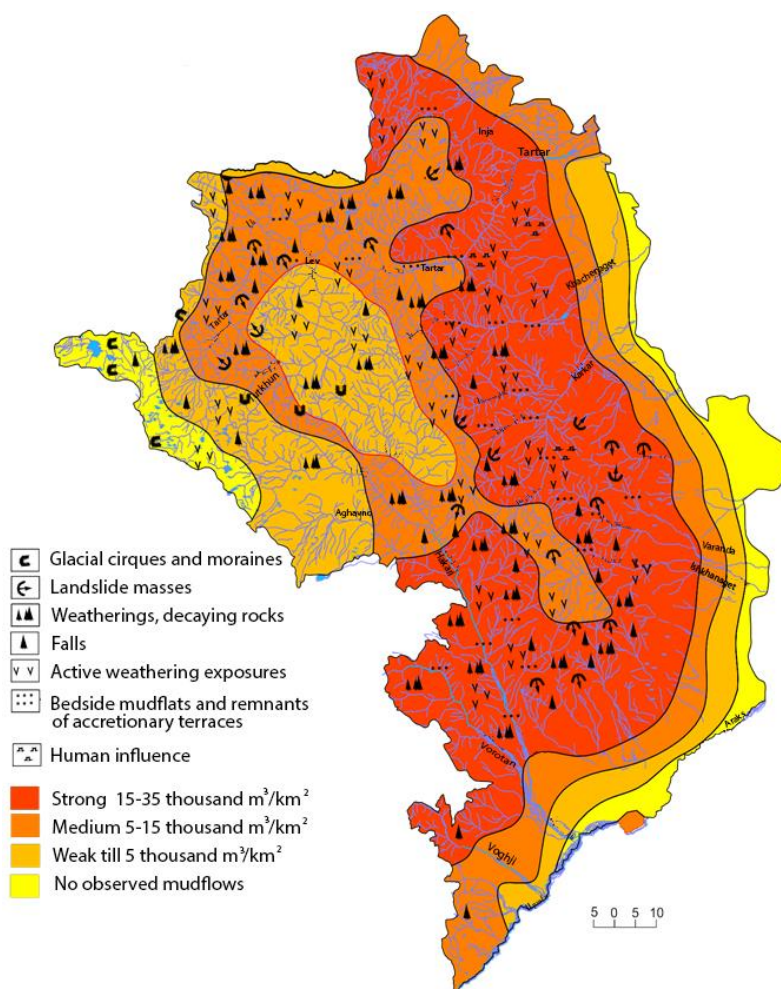 Inja
Tartar
Lev
Tartar
Khachenaget
Karkar
Aghavno
Varanda
Ishkhanaget
Araks
Vorotan
Voghji
Glacial cirques and moraines
Landslide masses
Weatherings, decaying rocks
Falls
Active weathering exposures
Bedside mudflats and remnants
of accretionary terraces
Human influence
Strong 15-35 thousand m³/km²
Medium 5-15 thousand m³/km²
Weak till 5 thousand m³/km²
No observed mudflows
5 0 5 10